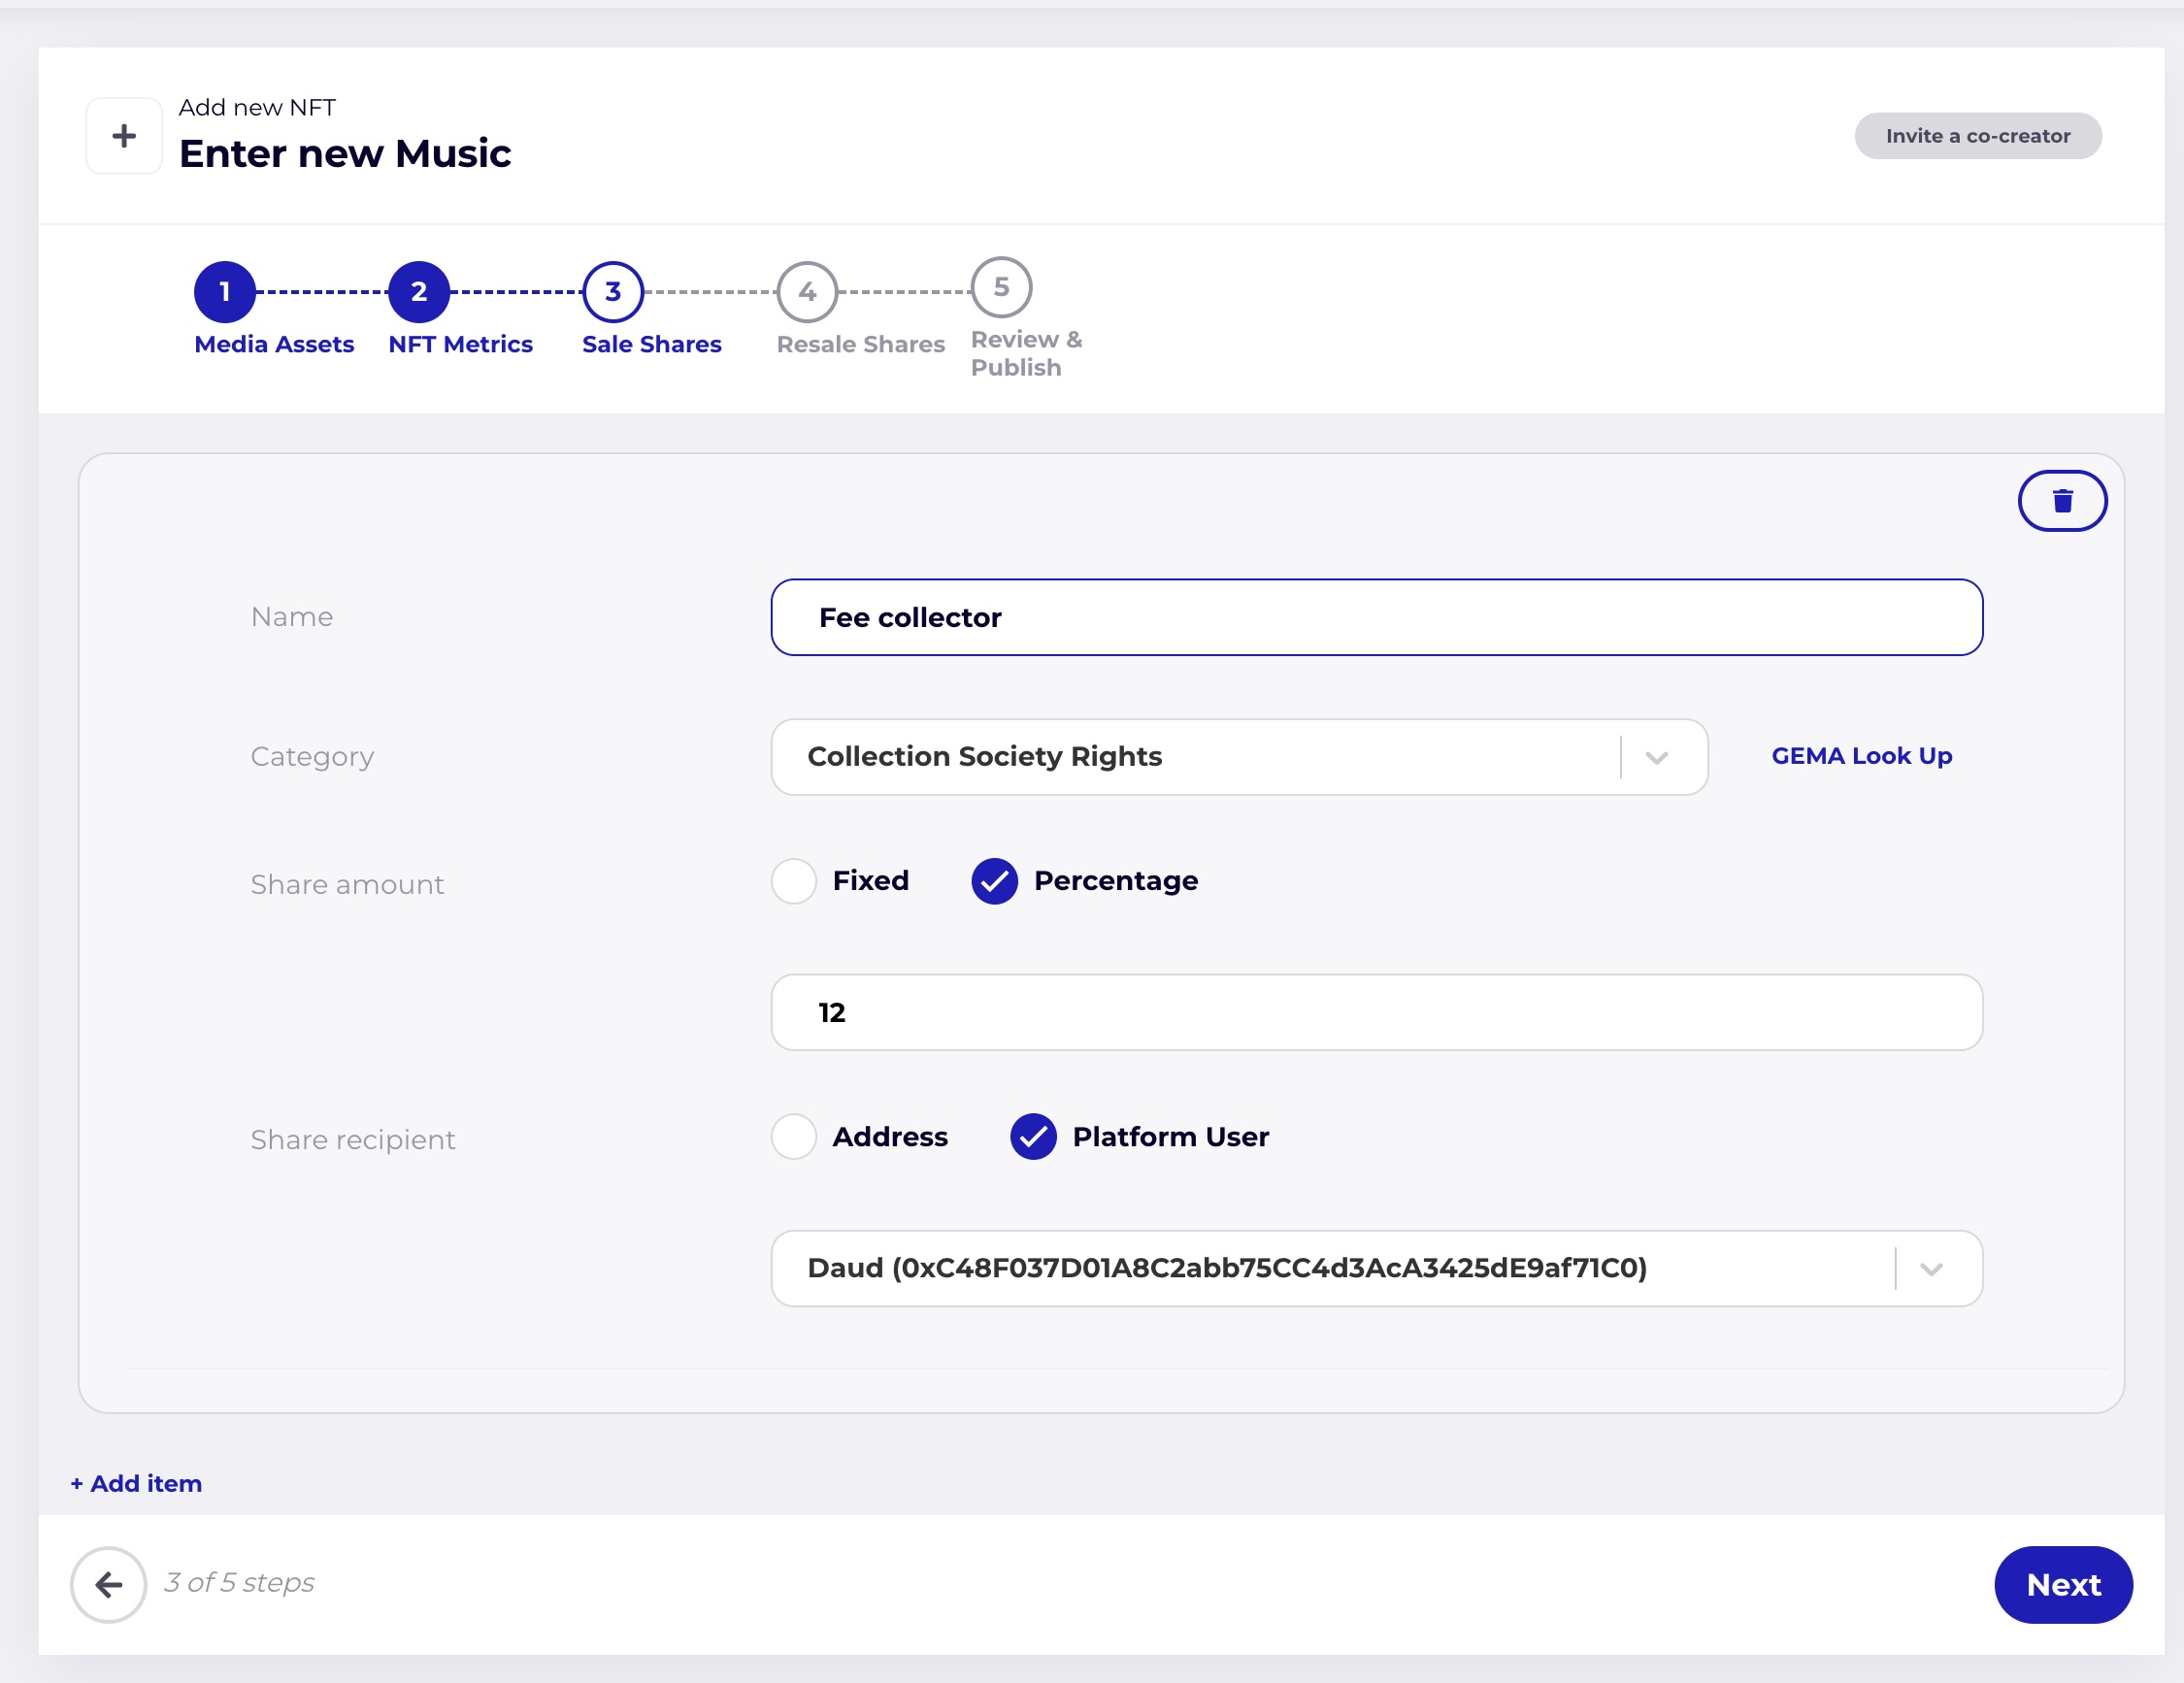 Add new NFT
Enter new Music
Invite a co-creator
1
2
3
4
5
Media Assets
NFT Metrics
Sale Shares
Resale Shares
Review &
Publish
Name
Fee collector
Category
Collection Society Rights
GEMA Look Up
Share amount
Fixed
Percentage
12
Share recipient
Address
Platform User
Daud (0xC48F037D01A8C2abb75CC4d3AcA3425dE9af71C0)
+ Add item
3 of 5 steps
Next